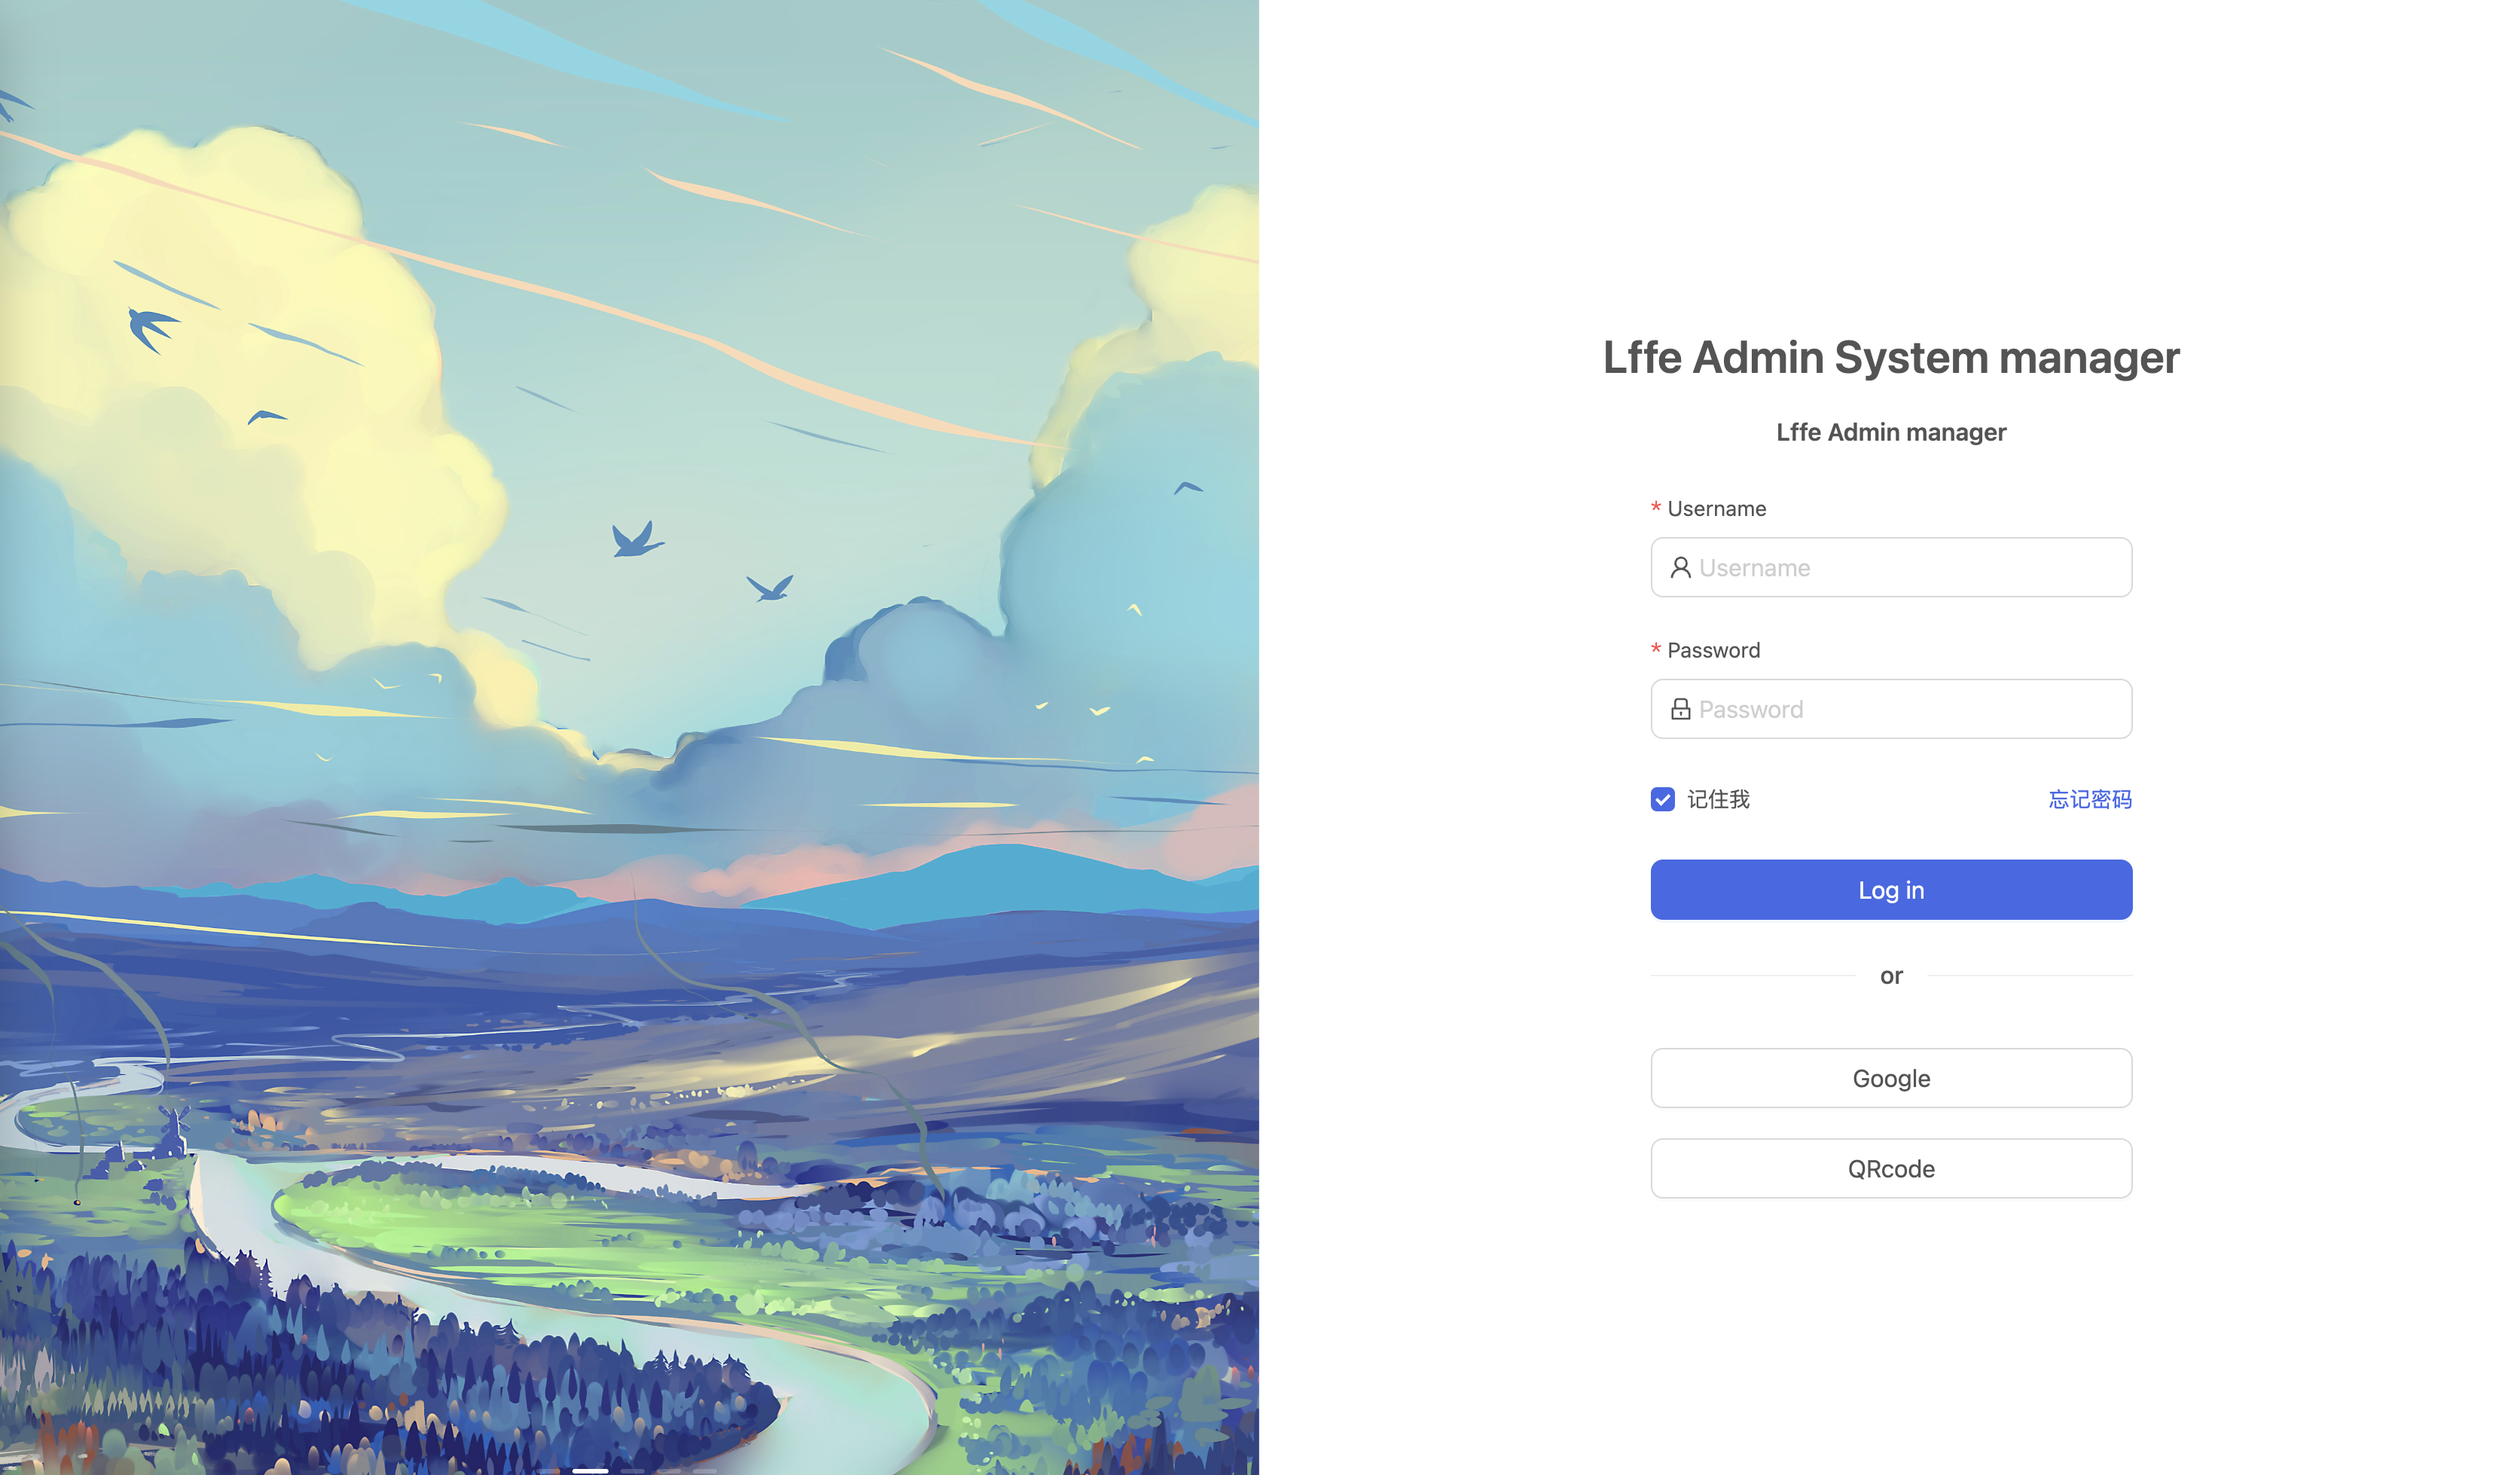 Lffe Admin System manager
Lffe Admin manager
* Username
Username
* Password
Password
记住我 忘记密码
Log in
or
Google
QRcode